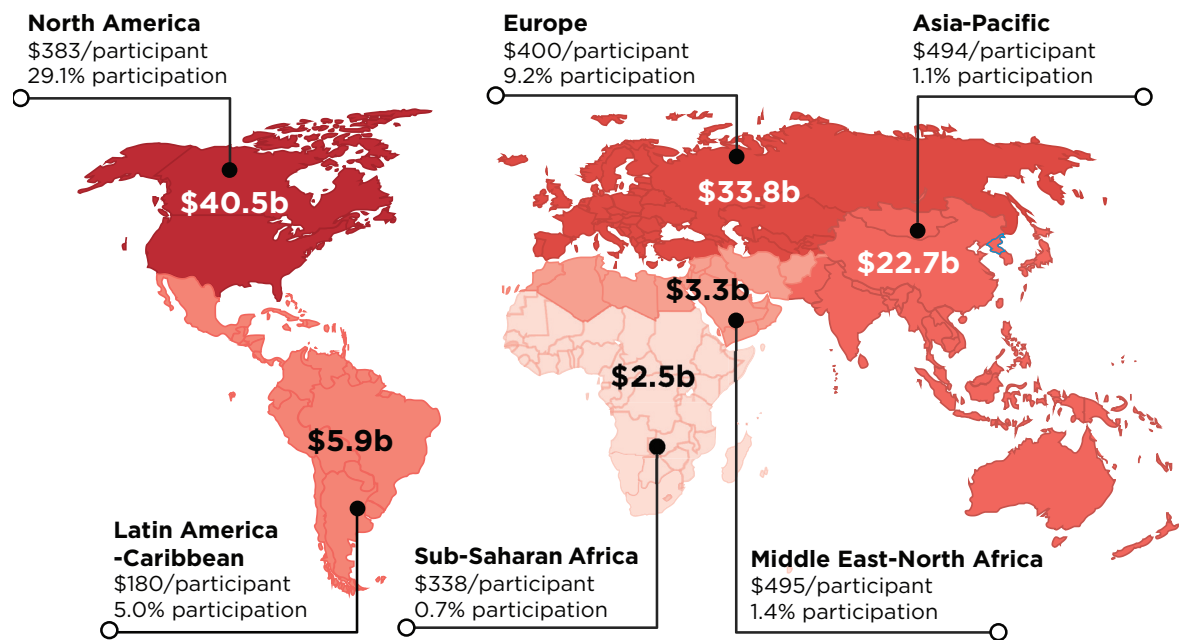 North America
$383/participant
29.1% participation
Europe
$400/participant
9.2% participation
Asia-Pacific
$494/participant
1.1% participation
$40.5b
$33.8b
$22.7b
$3.3b
$2.5b
$5.9b
Latin America
-Caribbean
$180/participant
5.0% participation
Sub-Saharan Africa
$338/participant
0.7% participation
Middle East-North Africa
$495/participant
1.4% participation